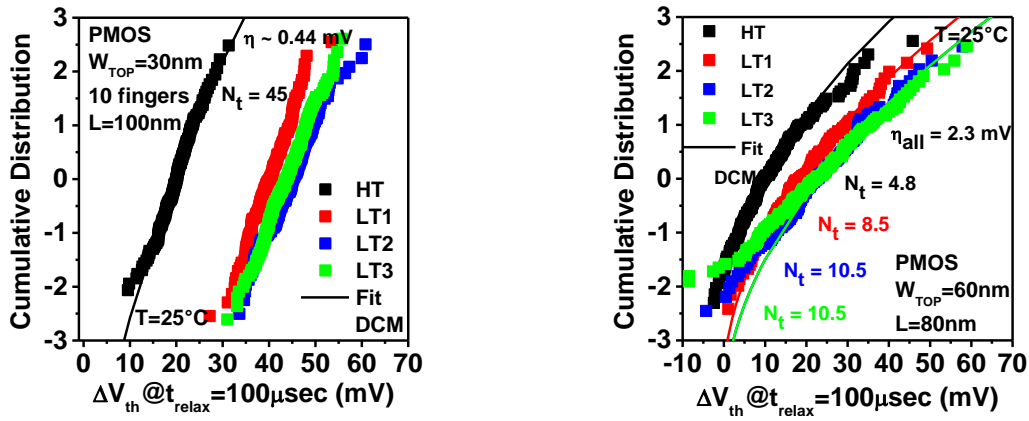 Cumulative Distribution
3
2
1
0
-1
-2
-3
PMOS
W_TOP=30nm
10 fingers
L=100nm
η ~ 0.44 mV
N_t = 45
HT
LT1
LT2
LT3
Fit
DCM
T=25°C
0 10 20 30 40 50 60 70
ΔV_th@t_relax=100μsec (mV)
Cumulative Distribution
3
2
1
0
-1
-2
-3
HT
LT1
LT2
LT3
Fit
DCM
T=25°C
η_all = 2.3 mV
N_t = 4.8
N_t = 8.5
N_t = 10.5
N_t = 10.5
PMOS
W_TOP=60nm
L=80nm
-10 0 10 20 30 40 50 60 70
ΔV_th@t_relax=100μsec (mV)